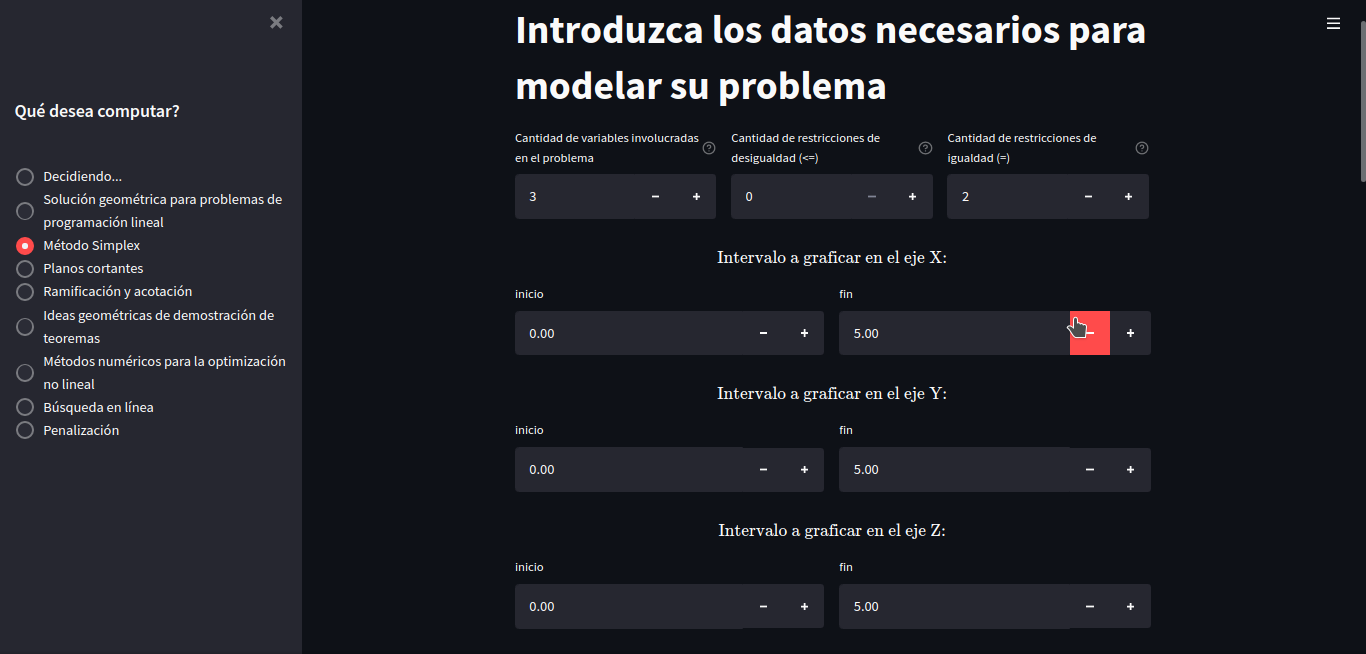 Qué desea computar?
Decidiendo...
Solución geométrica para problemas de
programación lineal
Método Simplex
Planos cortantes
Ramificación y acotación
Ideas geométricas de demostración de
teoremas
Métodos numéricos para la optimización
no lineal
Búsqueda en línea
Penalización
Introduzca los datos necesarios para
modelar su problema
Cantidad de variables involucradas
en el problema
3
Cantidad de restricciones de
desigualdad (<=)
0
Cantidad de restricciones de
igualdad (=)
2
Intervalo a graficar en el eje X:
inicio
fin
0.00
5.00
Intervalo a graficar en el eje Y:
inicio
fin
0.00
5.00
Intervalo a graficar en el eje Z:
inicio
fin
0.00
5.00